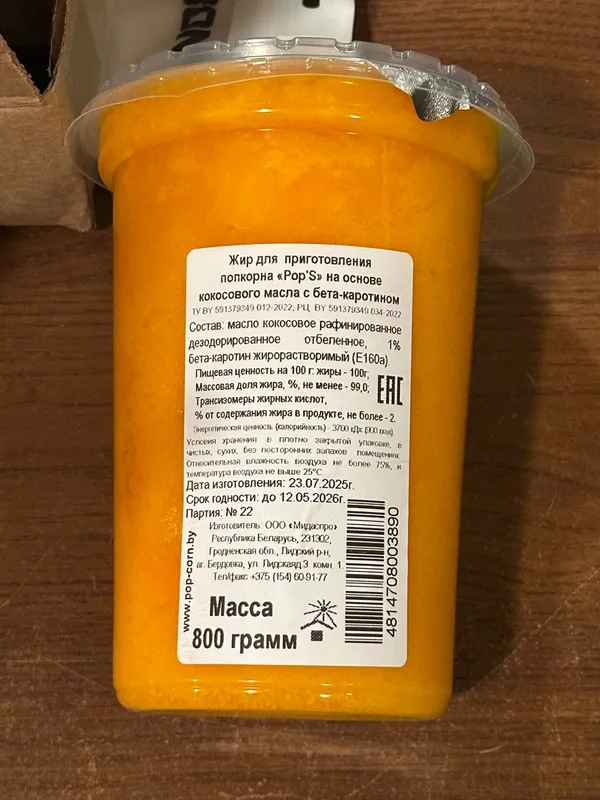 Жир для приготовления
попкорна «Pop'S» на основе
кокосового масла с бета-каротином
ТУ BY 591379349.012-2022, РЦ BY 591379349.034-2022
Состав: масло кокосовое рафинированное
дезодорированное отбеленное, 1%
бета-каротин жирорастворимый (Е160а).
Пищевая ценность на 100 г: жиры - 100г;
Массовая доля жира, %, не менее - 99,0;
Трансизомеры жирных кислот,
% от содержания жира в продукте, не более - 2.
EAC
Энергетическая ценность (калорийность) - 3700 кДж (900 ккал).
Условия хранения в плотно закрытой упаковке, в
чистых, сухих, без посторонних запахов помещениях.
Относительная влажность воздуха не более 75%, и
температура воздуха не выше 25°С
Дата изготовления: 23.07.2025г.
Срок годности: до 12.05.2026г.
Партия: № 22
Изготовитель: ООО «Мидаспро»
Республика Беларусь, 231302,
Гродненская обл., Лидский р-н,
аг. Бердовка, ул. Лидская,д.3. комн. 1
Тел/факс +375 (154) 60-91-77
www.pop-corn.by
Масса
800 грамм
4814708003890